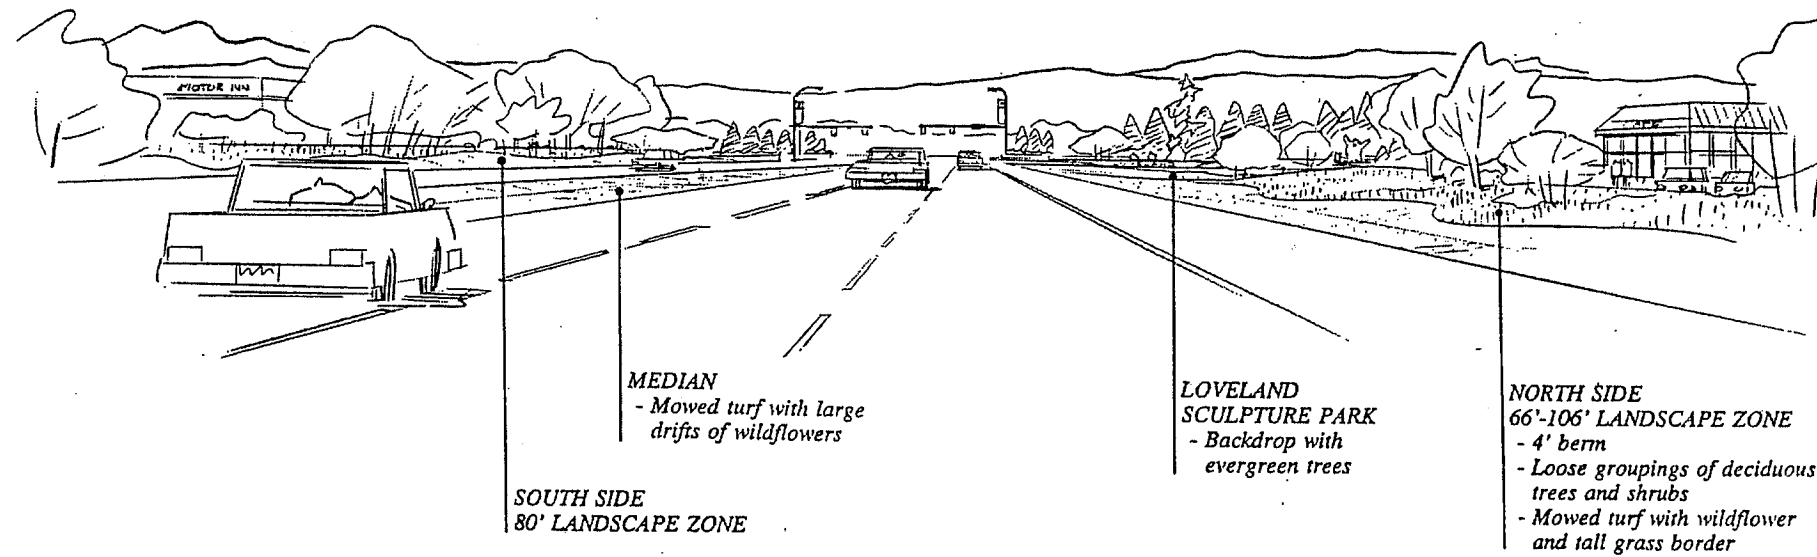 MOTOR INN
CAFE
MEDIAN
- Mowed turf with large
drifts of wildflowers
SOUTH SIDE
80' LANDSCAPE ZONE
LOVELAND
SCULPTURE PARK
- Backdrop with
evergreen trees
NORTH SIDE
66'-106' LANDSCAPE ZONE
- 4' berm
- Loose groupings of deciduous
trees and shrubs
- Mowed turf with wildflower
and tall grass border